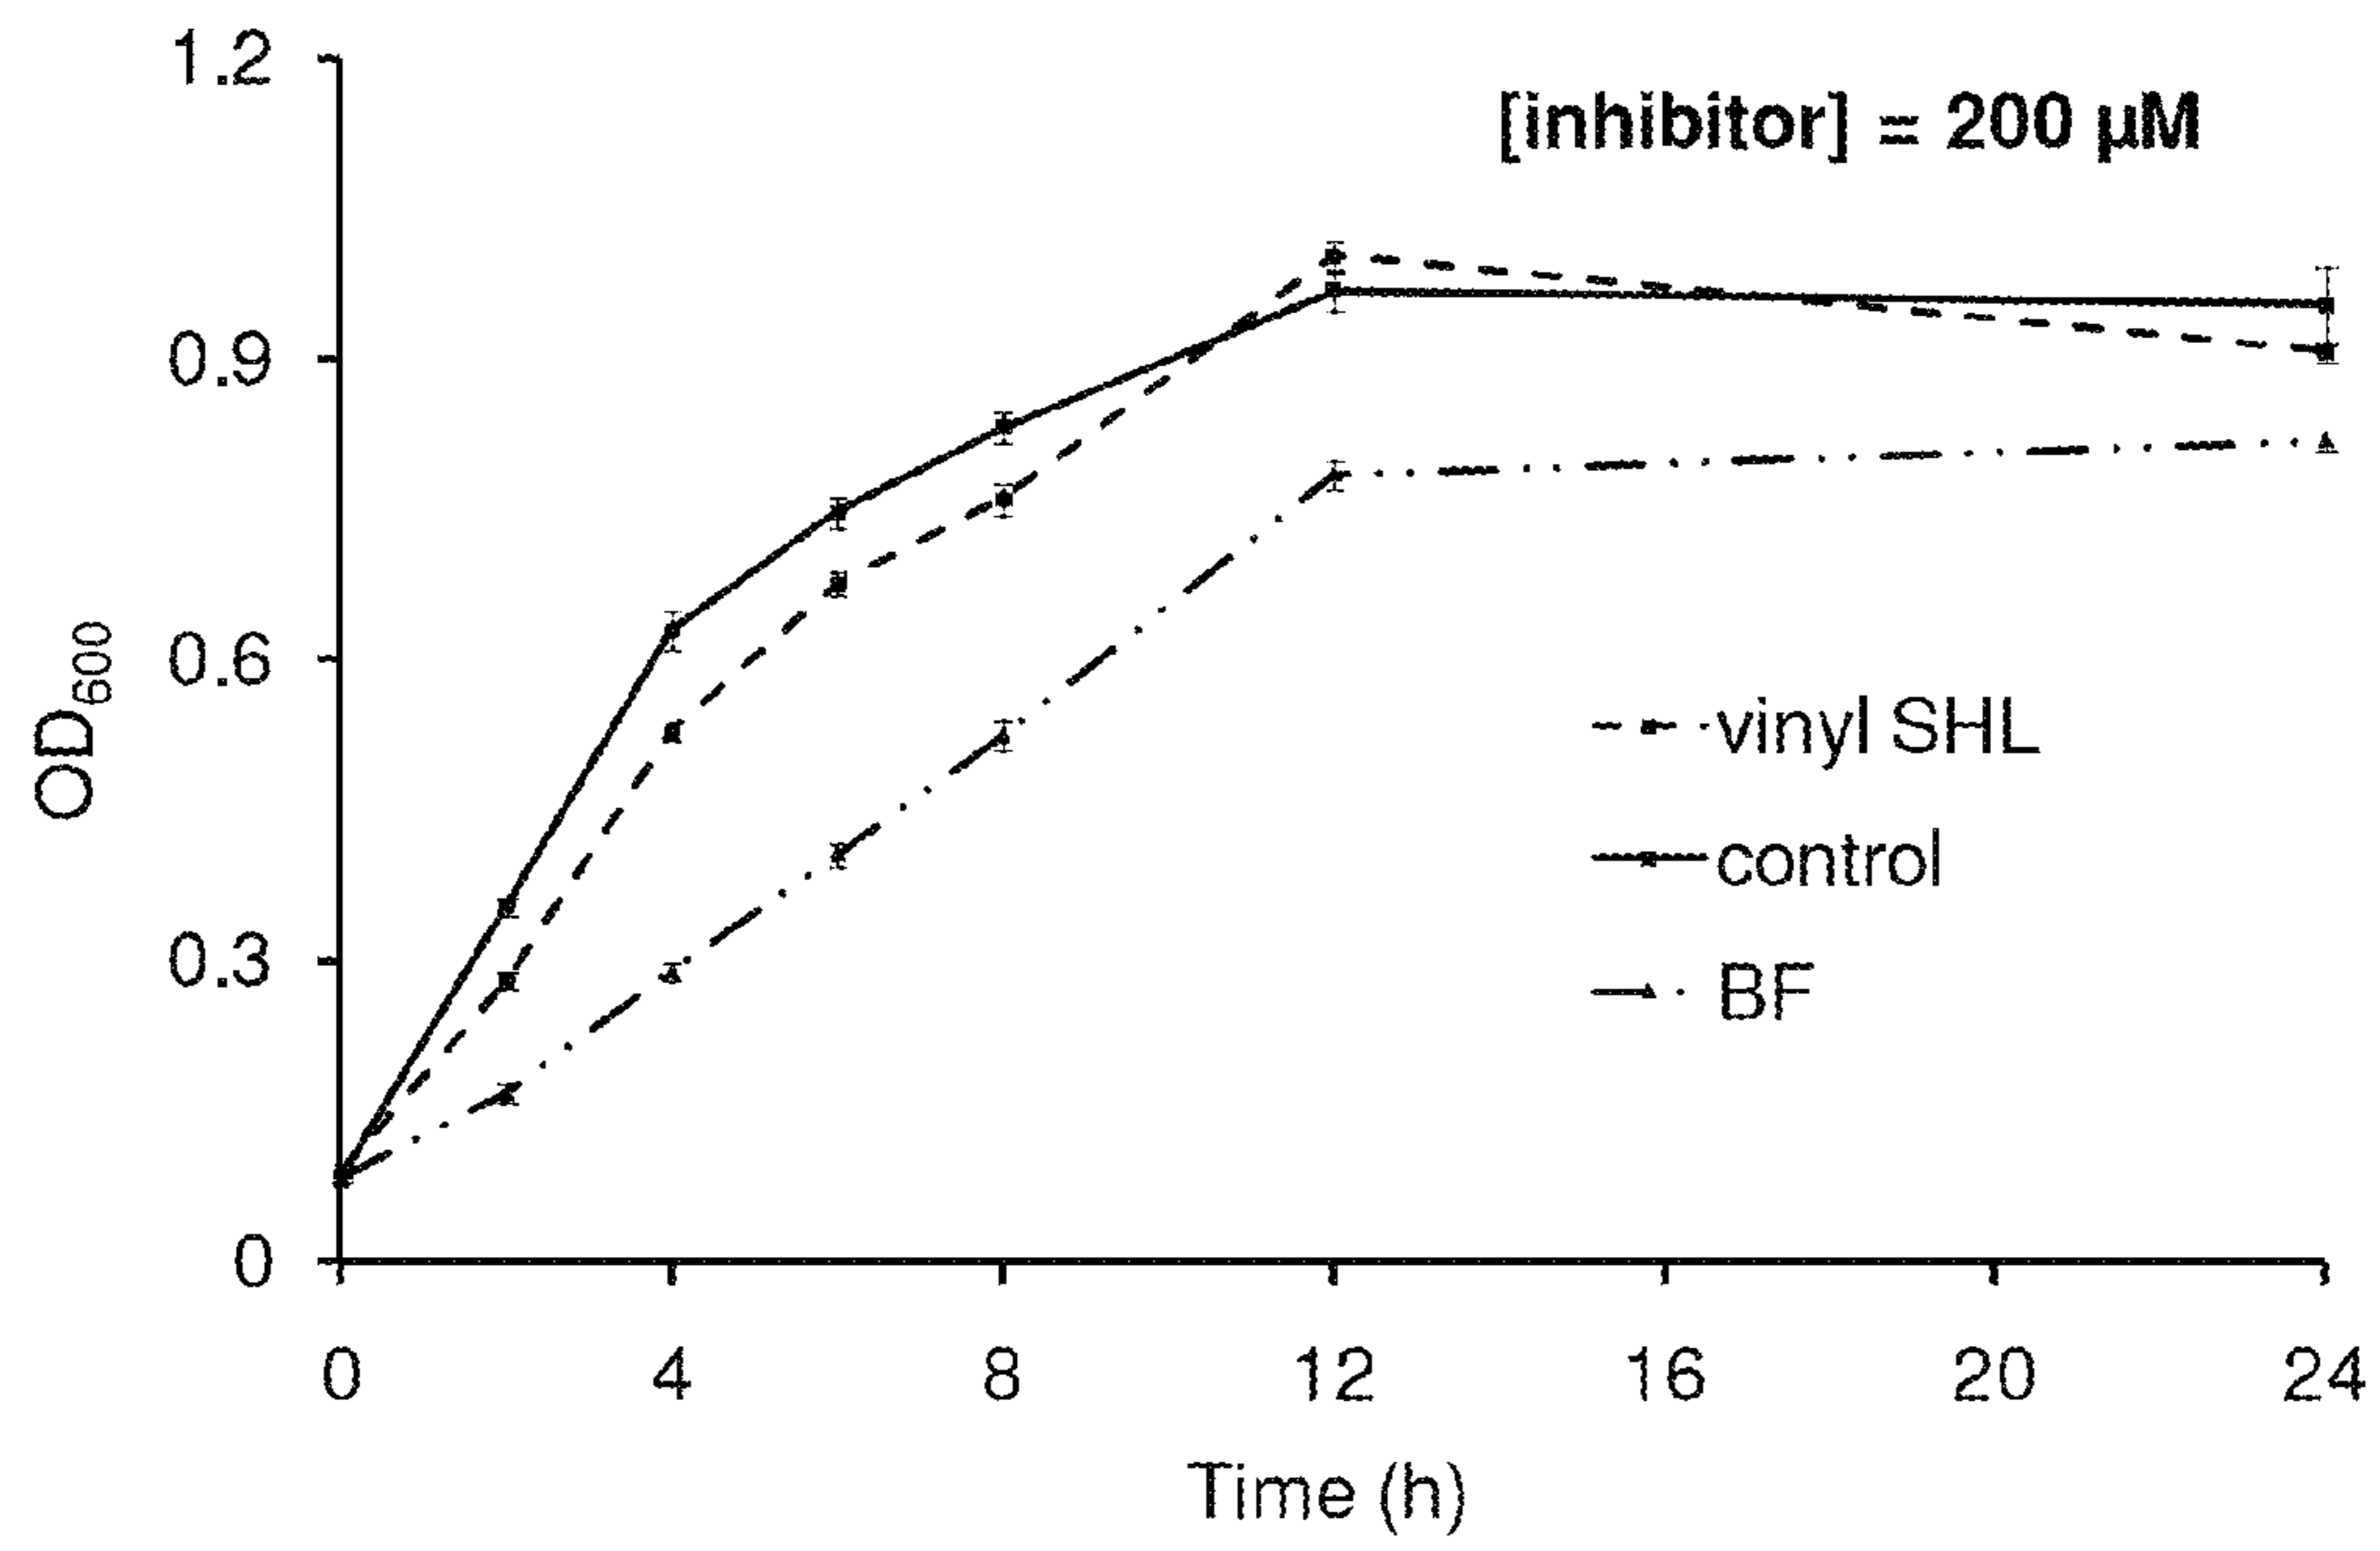 1.2
[inhibitor] = 200 µM
0.9
0.6
0.3
0
OD600
vinyl SHL
control
BF
0 4 8 12 16 20 24
Time (h)